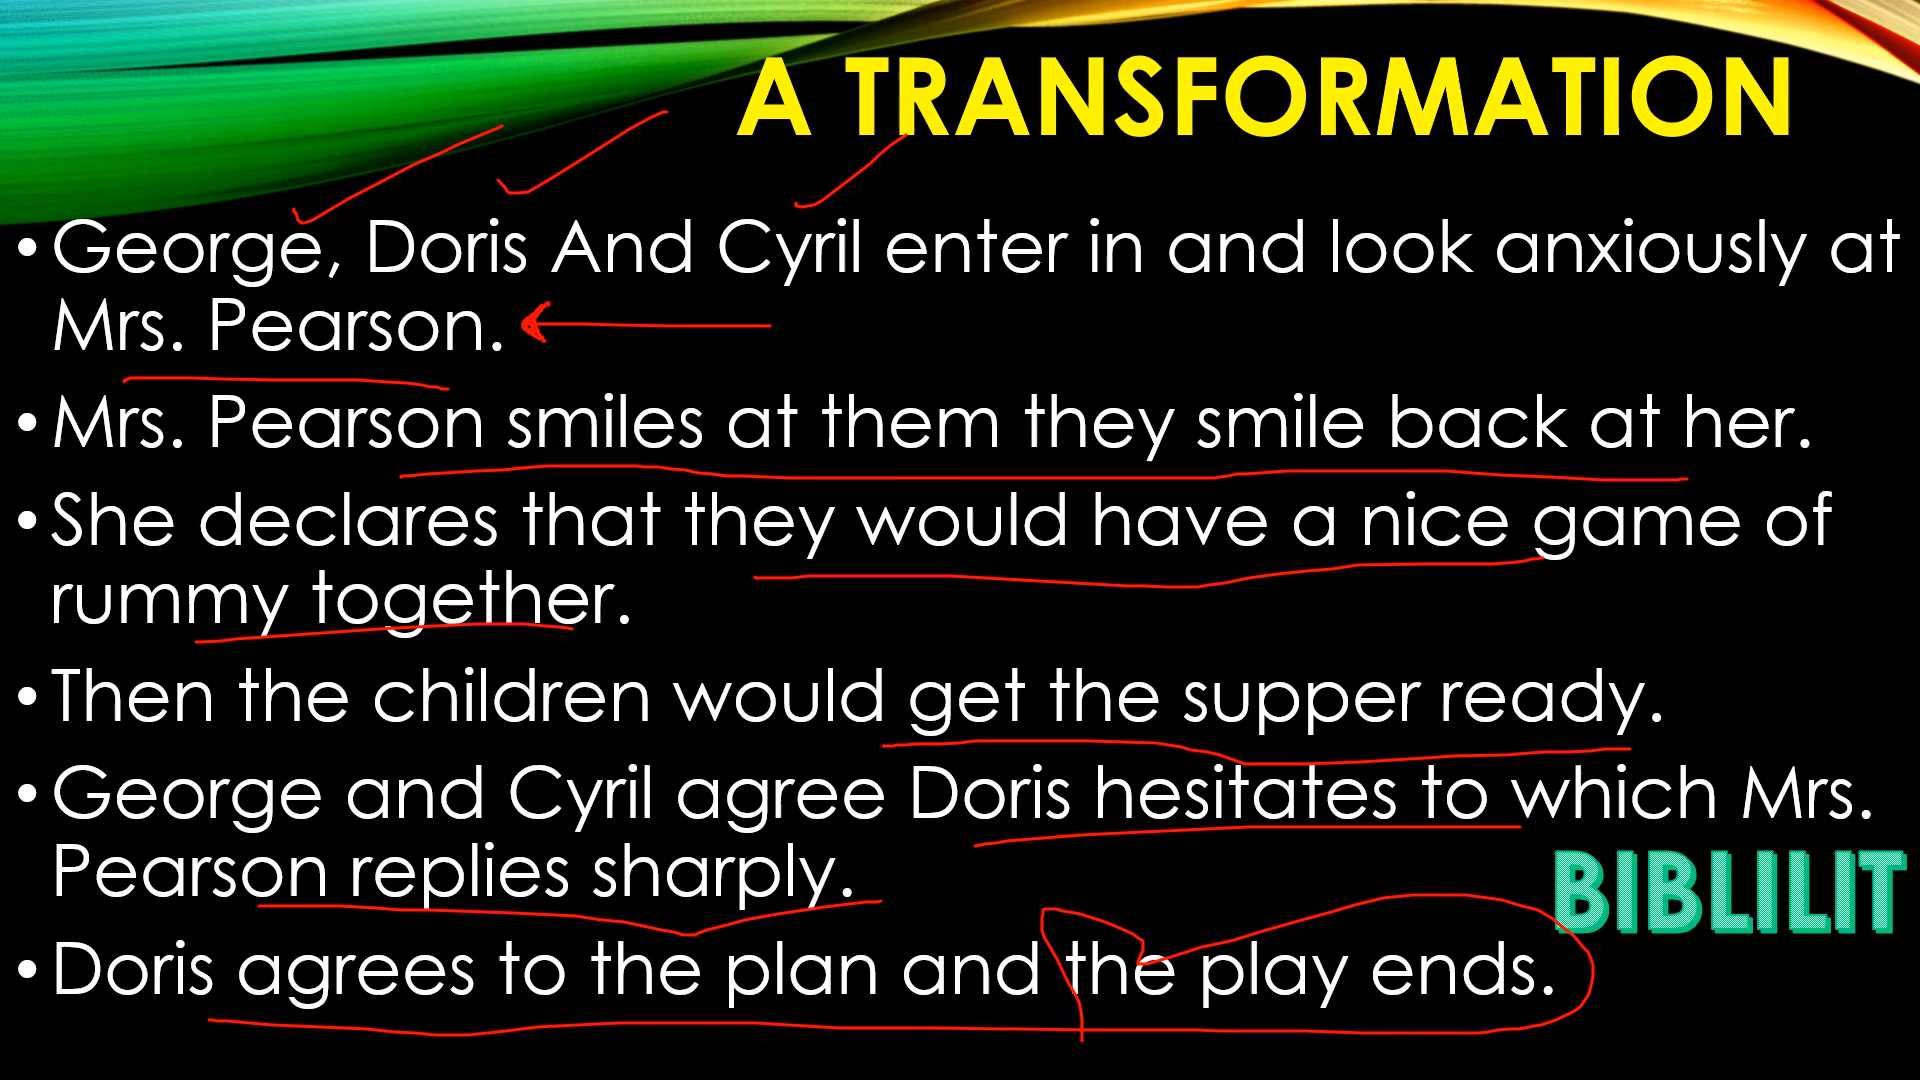 A TRANSFORMATION
• George, Doris And Cyril enter in and look anxiously at
Mrs. Pearson.
• Mrs. Pearson smiles at them they smile back at her.
• She declares that they would have a nice game of
rummy together.
• Then the children would get the supper ready.
• George and Cyril agree Doris hesitates to which Mrs.
Pearson replies sharply.
BIBLILIT
• Doris agrees to the plan and the play ends.